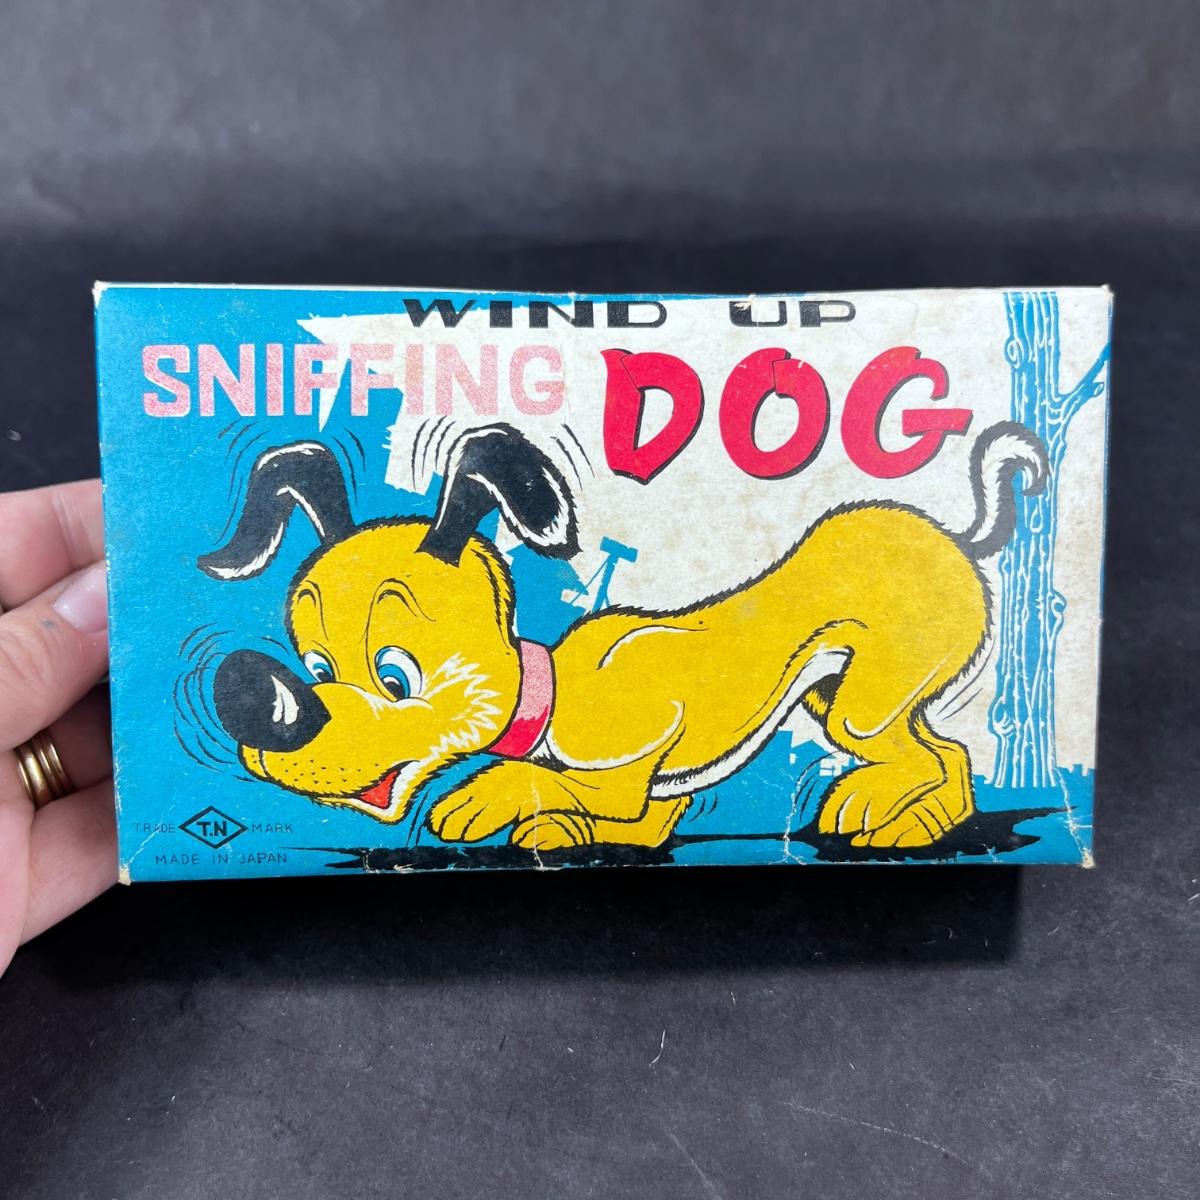 WIND UP
SNIFFING DOG
TRADE T.N MARK
MADE IN JAPAN